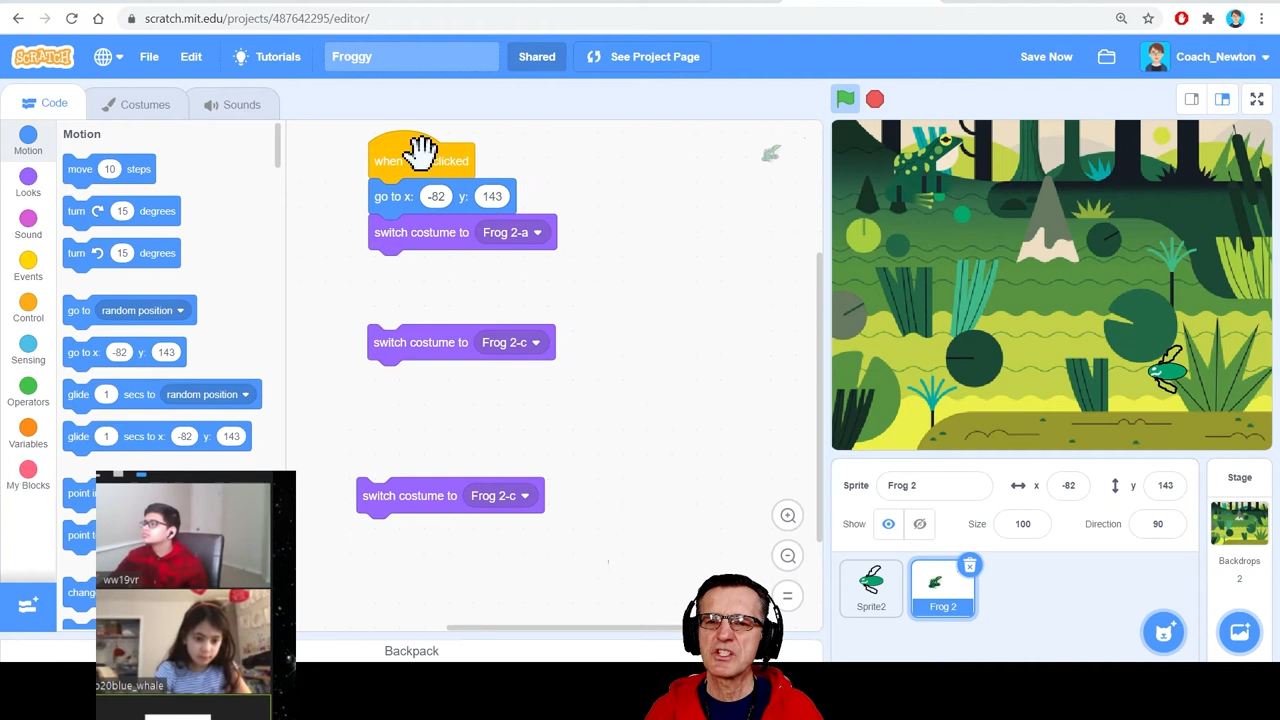 scratch.mit.edu/projects/487642295/editor/
SCRATCH
File
Edit
Tutorials
Froggy
Shared
See Project Page
Save Now
Coach_Newton
Code
Costumes
Sounds
Motion
Looks
Sound
Events
Control
Sensing
Operators
Variables
My Blocks
Motion
move 10 steps
turn 15 degrees
turn 15 degrees
go to random position
go to x: -82 y: 143
glide 1 secs to random position
glide 1 secs to x: -82 y: 143
point
point
when clicked
go to x: -82 y: 143
switch costume to Frog 2-a
switch costume to Frog 2-c
switch costume to Frog 2-c
Backpack
Sprite Frog 2 x -82 y 143
Show Size 100 Direction 90
Sprite2
Frog 2
Stage
Backdrops
2
ww19vr
20blue_whale